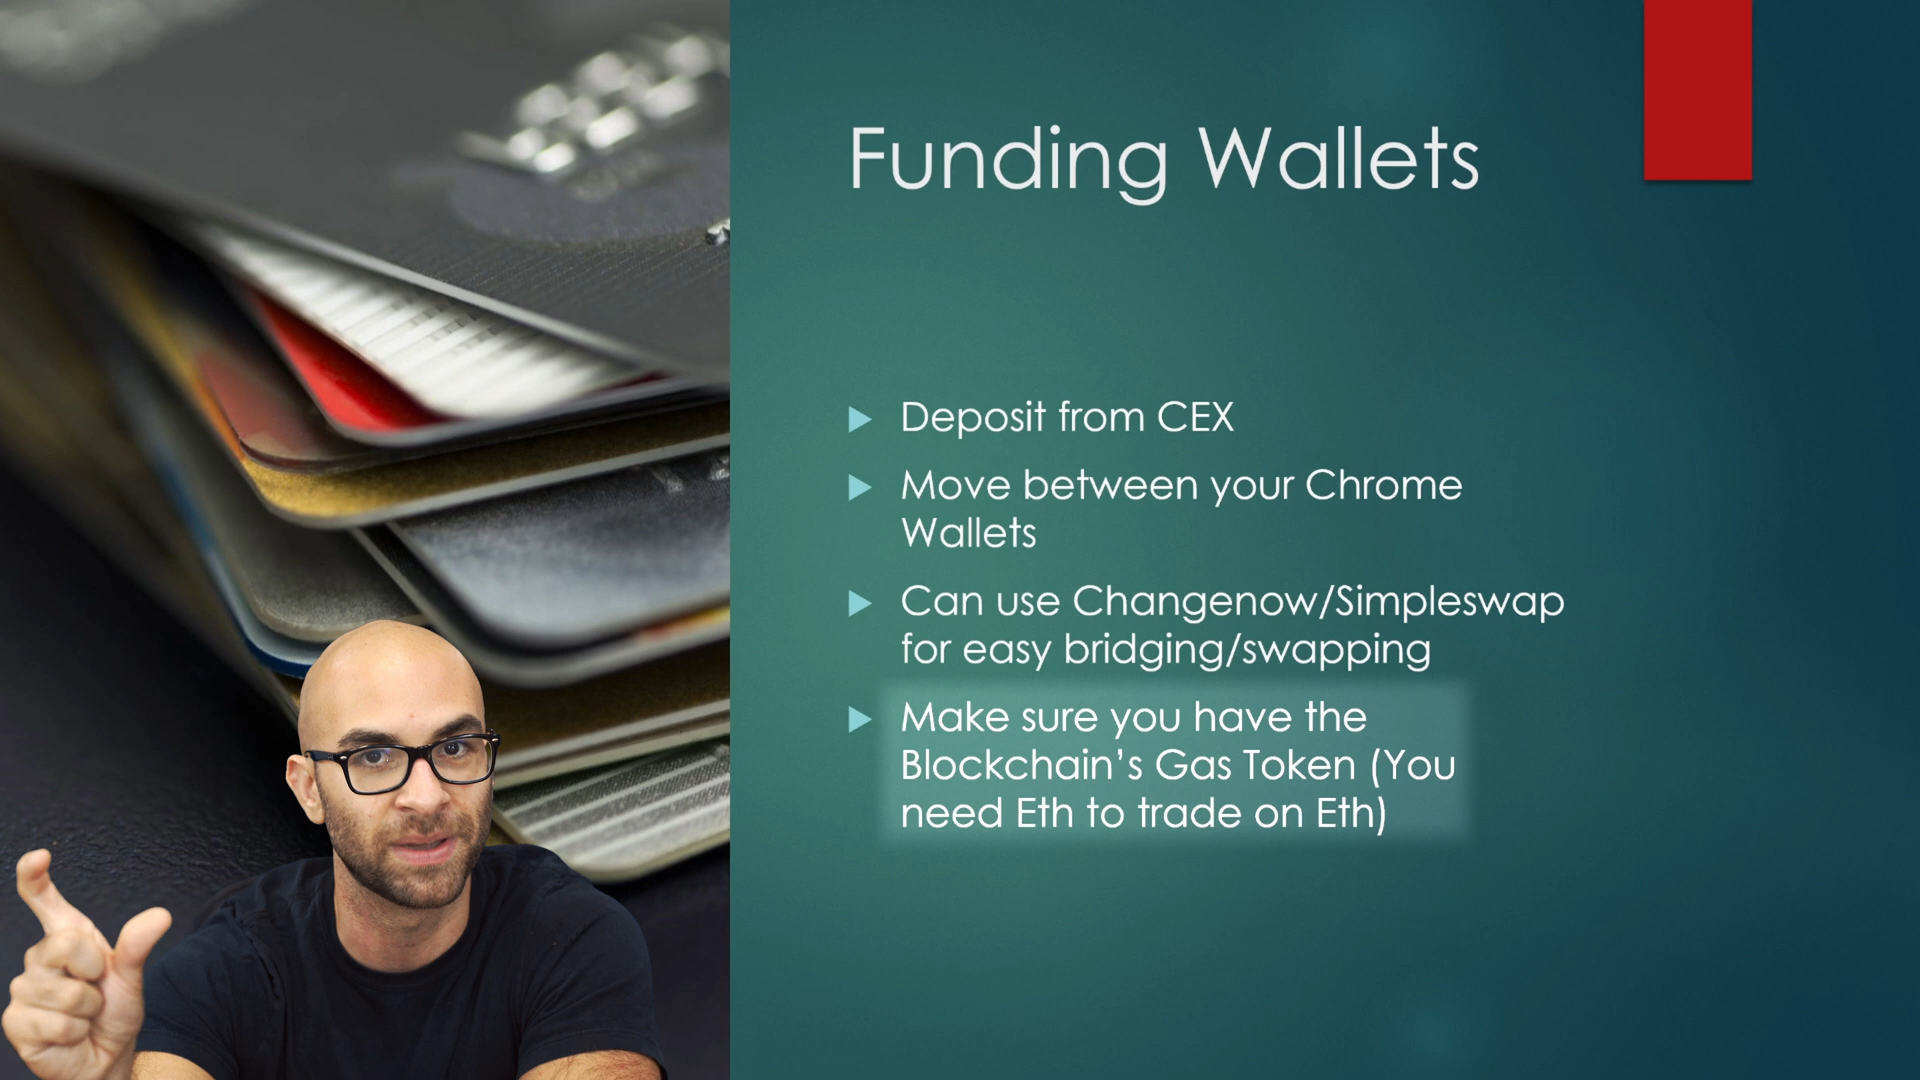 Funding Wallets
Deposit from CEX
Move between your Chrome
Wallets
Can use Changenow/Simpleswap
for easy bridging/swapping
Make sure you have the
Blockchain's Gas Token (You
need Eth to trade on Eth)